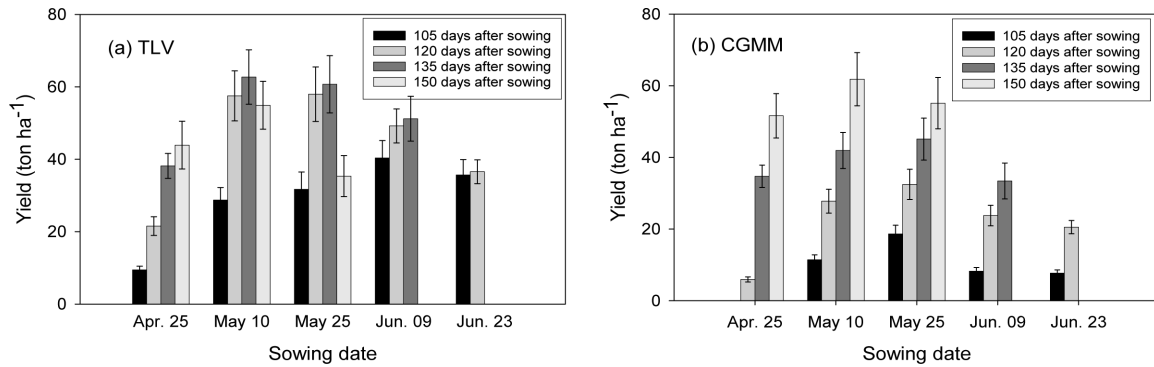 (a) TLV
105 days after sowing
120 days after sowing
135 days after sowing
150 days after sowing
Yield (ton ha⁻¹)
80
60
40
20
0
Apr. 25 May 10 May 25 Jun. 09 Jun. 23
Sowing date
(b) CGMM
105 days after sowing
120 days after sowing
135 days after sowing
150 days after sowing
Yield (ton ha⁻¹)
80
60
40
20
0
Apr. 25 May 10 May 25 Jun. 09 Jun. 23
Sowing date